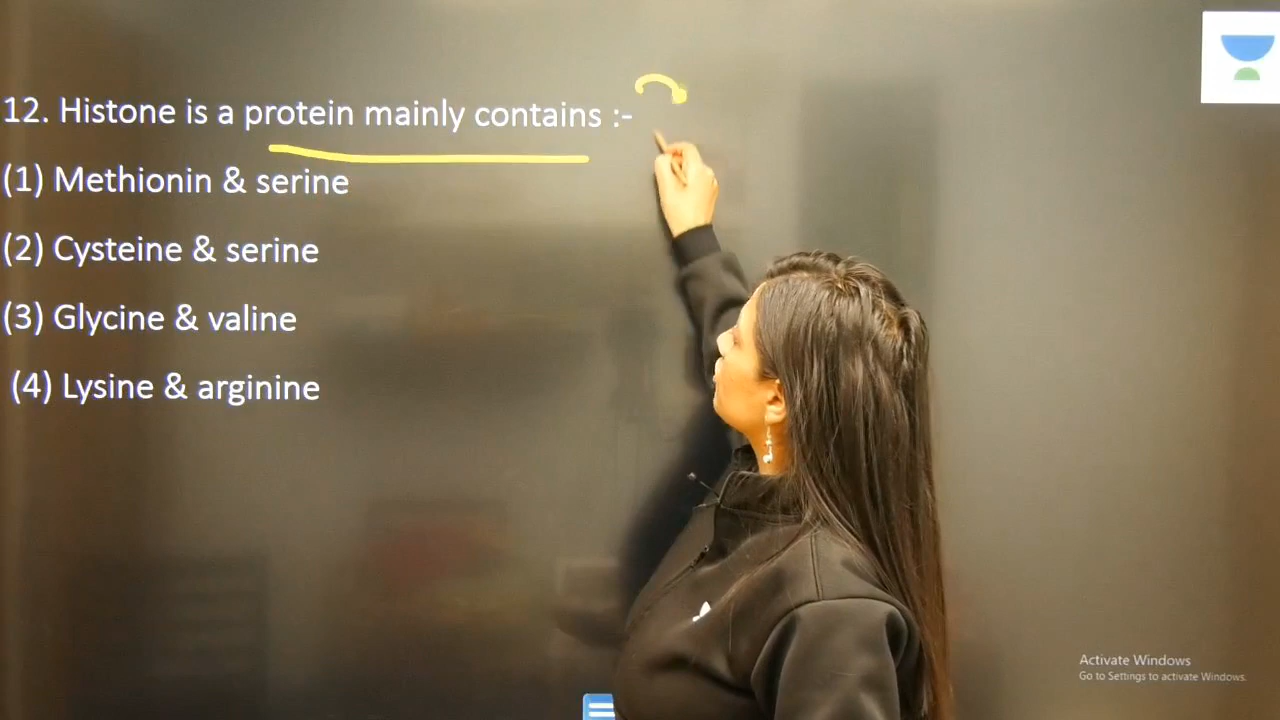 12. Histone is a protein mainly contains :-
(1) Methionin & serine
(2) Cysteine & serine
(3) Glycine & valine
(4) Lysine & arginine
Activate Windows
Go to Settings to activate Windows.